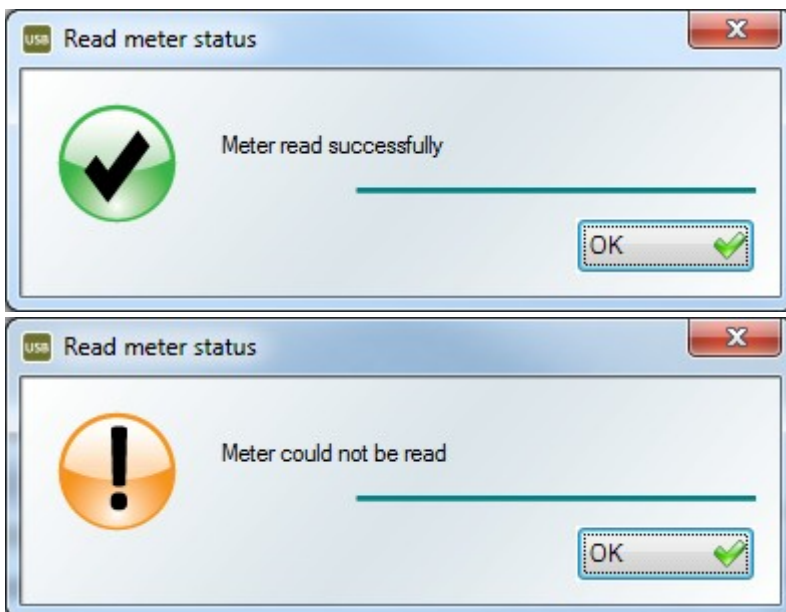 USB Read meter status
Meter read successfully
OK
USB Read meter status
Meter could not be read
OK